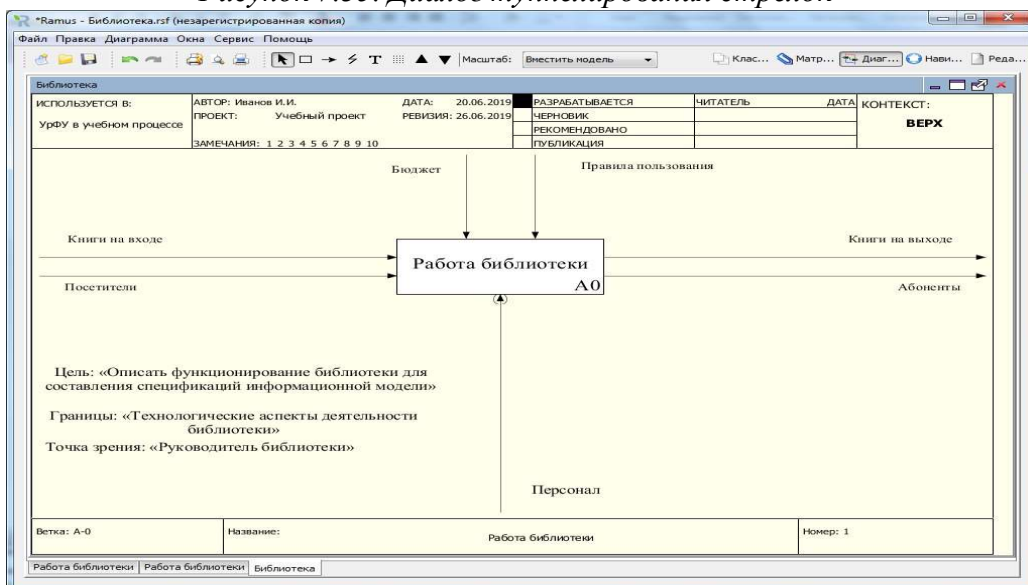 Рисунок 7.39. Диалог туннелирования стрелок
*Ramus - Библиотека.rsf (незарегистрированная копия)
Файл Правка Диаграмма Окна Сервис Помощь
Масштаб: Вместить модель Клас... Матр... Диаг... Нави... Реда...
Библиотека
ИСПОЛЬЗУЕТСЯ В:
УрФУ в учебном процессе
АВТОР: Иванов И.И.
ПРОЕКТ: Учебный проект
ЗАМЕЧАНИЯ: 1 2 3 4 5 6 7 8 9 10
ДАТА: 20.06.2019
РЕВИЗИЯ: 26.06.2019
РАЗРАБАТЫВАЕТСЯ
ЧЕРНОВИК
РЕКОМЕНДОВАНО
ПУБЛИКАЦИЯ
ЧИТАТЕЛЬ ДАТА
КОНТЕКСТ:
ВЕРХ
Бюджет
Правила пользования
Книги на входе
Книги на выходе
Работа библиотеки
A0
Посетители
Абоненты
Цель: «Описать функционирование библиотеки для
составления спецификаций информационной модели»
Границы: «Технологические аспекты деятельности
библиотеки»
Точка зрения: «Руководитель библиотеки»
Персонал
Ветка: A-0
Название:
Работа библиотеки
Номер: 1
Работа библиотеки Работа библиотеки Библиотека